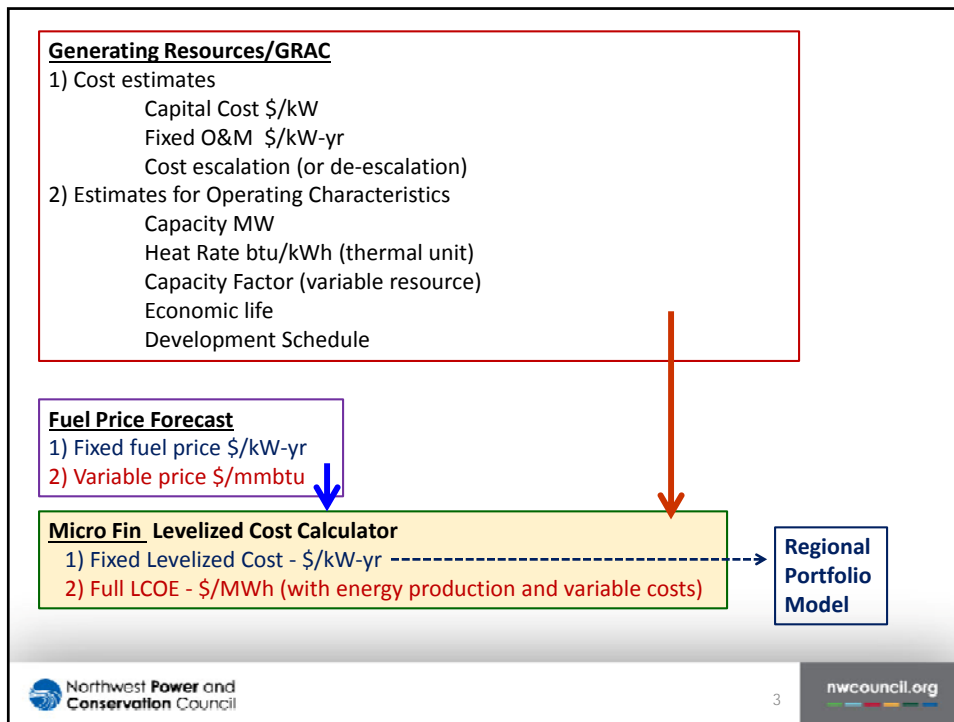 Generating Resources/GRAC
1) Cost estimates
Capital Cost $/kW
Fixed O&M $/kW-yr
Cost escalation (or de-escalation)
2) Estimates for Operating Characteristics
Capacity MW
Heat Rate btu/kWh (thermal unit)
Capacity Factor (variable resource)
Economic life
Development Schedule
Fuel Price Forecast
1) Fixed fuel price $/kW-yr
2) Variable price $/mmbtu
Micro Fin Levelized Cost Calculator
1) Fixed Levelized Cost - $/kW-yr
2) Full LCOE - $/MWh (with energy production and variable costs)
Regional
Portfolio
Model
Northwest Power and
Conservation Council
3
nwcouncil.org